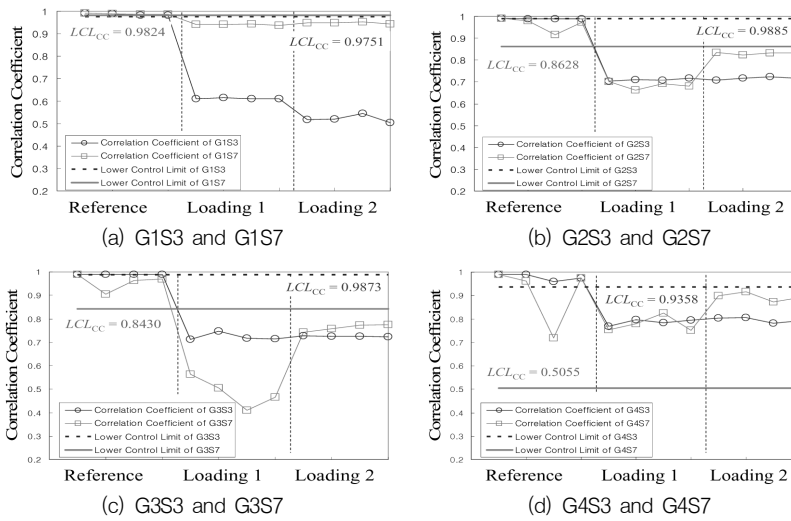 Correlation Coefficient
1
0.9
0.8
0.7
0.6
0.5
0.4
0.3
0.2
LCLCC = 0.9824
LCLCC = 0.9751
Correlation Coefficient of G1S3
Correlation Coefficient of G1S7
Lower Control Limit of G1S3
Lower Control Limit of G1S7
Reference Loading 1 Loading 2
(a) G1S3 and G1S7
Correlation Coefficient
1
0.9
0.8
0.7
0.6
0.5
0.4
0.3
0.2
LCLCC = 0.9885
LCLCC = 0.8628
Correlation Coefficient of G2S3
Correlation Coefficient of G2S7
Lower Control Limit of G2S3
Lower Control Limit of G2S7
Reference Loading 1 Loading 2
(b) G2S3 and G2S7
Correlation Coefficient
1
0.9
0.8
0.7
0.6
0.5
0.4
0.3
0.2
LCLCC = 0.9873
LCLCC = 0.8430
Correlation Coefficient of G3S3
Correlation Coefficient of G3S7
Lower Control Limit of G3S3
Lower Control Limit of G3S7
Reference Loading 1 Loading 2
(c) G3S3 and G3S7
Correlation Coefficient
1
0.9
0.8
0.7
0.6
0.5
0.4
0.3
0.2
LCLCC = 0.9358
LCLCC = 0.5055
Correlation Coefficient of G4S3
Correlation Coefficient of G4S7
Lower Control Limit of G4S3
Lower Control Limit of G4S7
Reference Loading 1 Loading 2
(d) G4S3 and G4S7